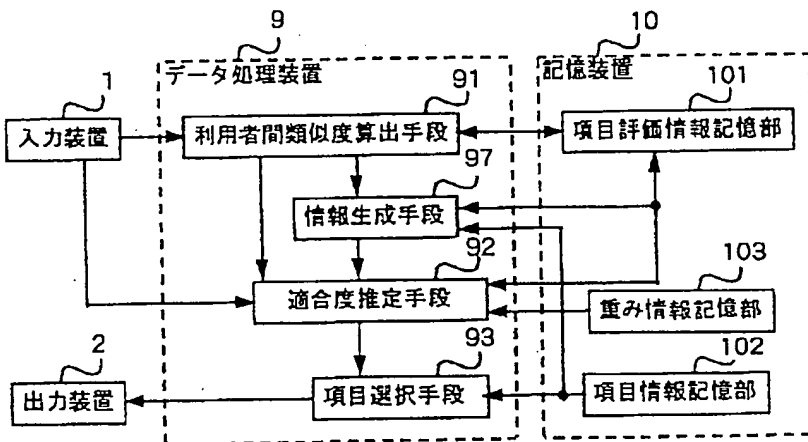 9
10
データ処理装置
記憶装置
1
91
101
入力装置
利用者間類似度算出手段
項目評価情報記憶部
97
情報生成手段
92
103
適合度推定手段
重み情報記憶部
93
102
2
出力装置
項目選択手段
項目情報記憶部